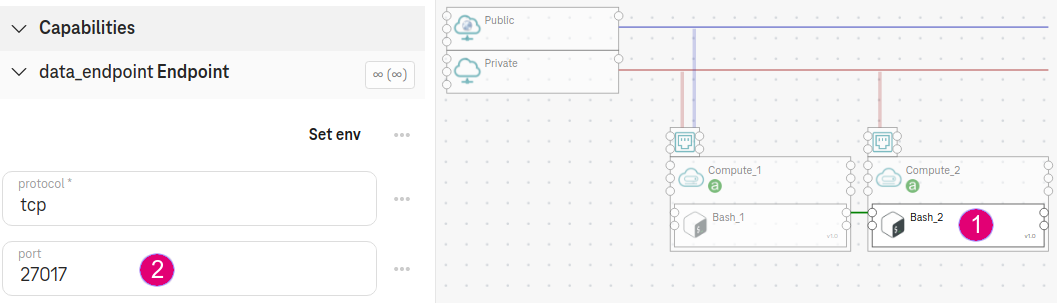 Capabilities
data_endpoint Endpoint
∞ (∞)
Set env
protocol *
tcp
port
27017
2
Public
Private
Compute_1
a
Bash_1
v1.0
Compute_2
a
Bash_2
1
v1.0